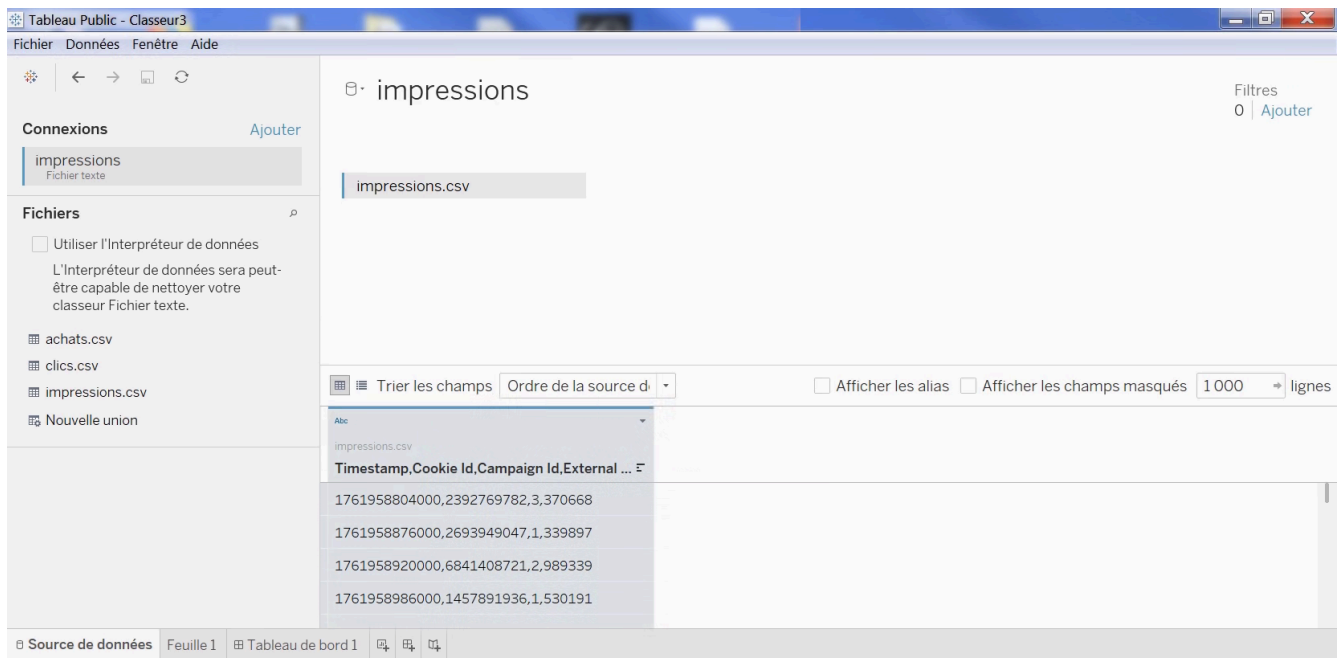 Tableau Public - Classeur3
Fichier Données Fenêtre Aide
Connexions Ajouter
impressions
Fichier texte
Fichiers
Utiliser l'Interpréteur de données
L'Interpréteur de données sera peut-
être capable de nettoyer votre
classeur Fichier texte.
achats.csv
clics.csv
impressions.csv
Nouvelle union
impressions
Filtres
0 Ajouter
impressions.csv
Trier les champs Ordre de la source d Afficher les alias Afficher les champs masqués 1 000 lignes
Abc
impressions.csv
Timestamp,Cookie Id,Campaign Id,External ...
1761958804000,2392769782,3,370668
1761958876000,2693949047,1,339897
1761958920000,6841408721,2,989339
1761958986000,1457891936,1,530191
Source de données Feuille 1 Tableau de bord 1